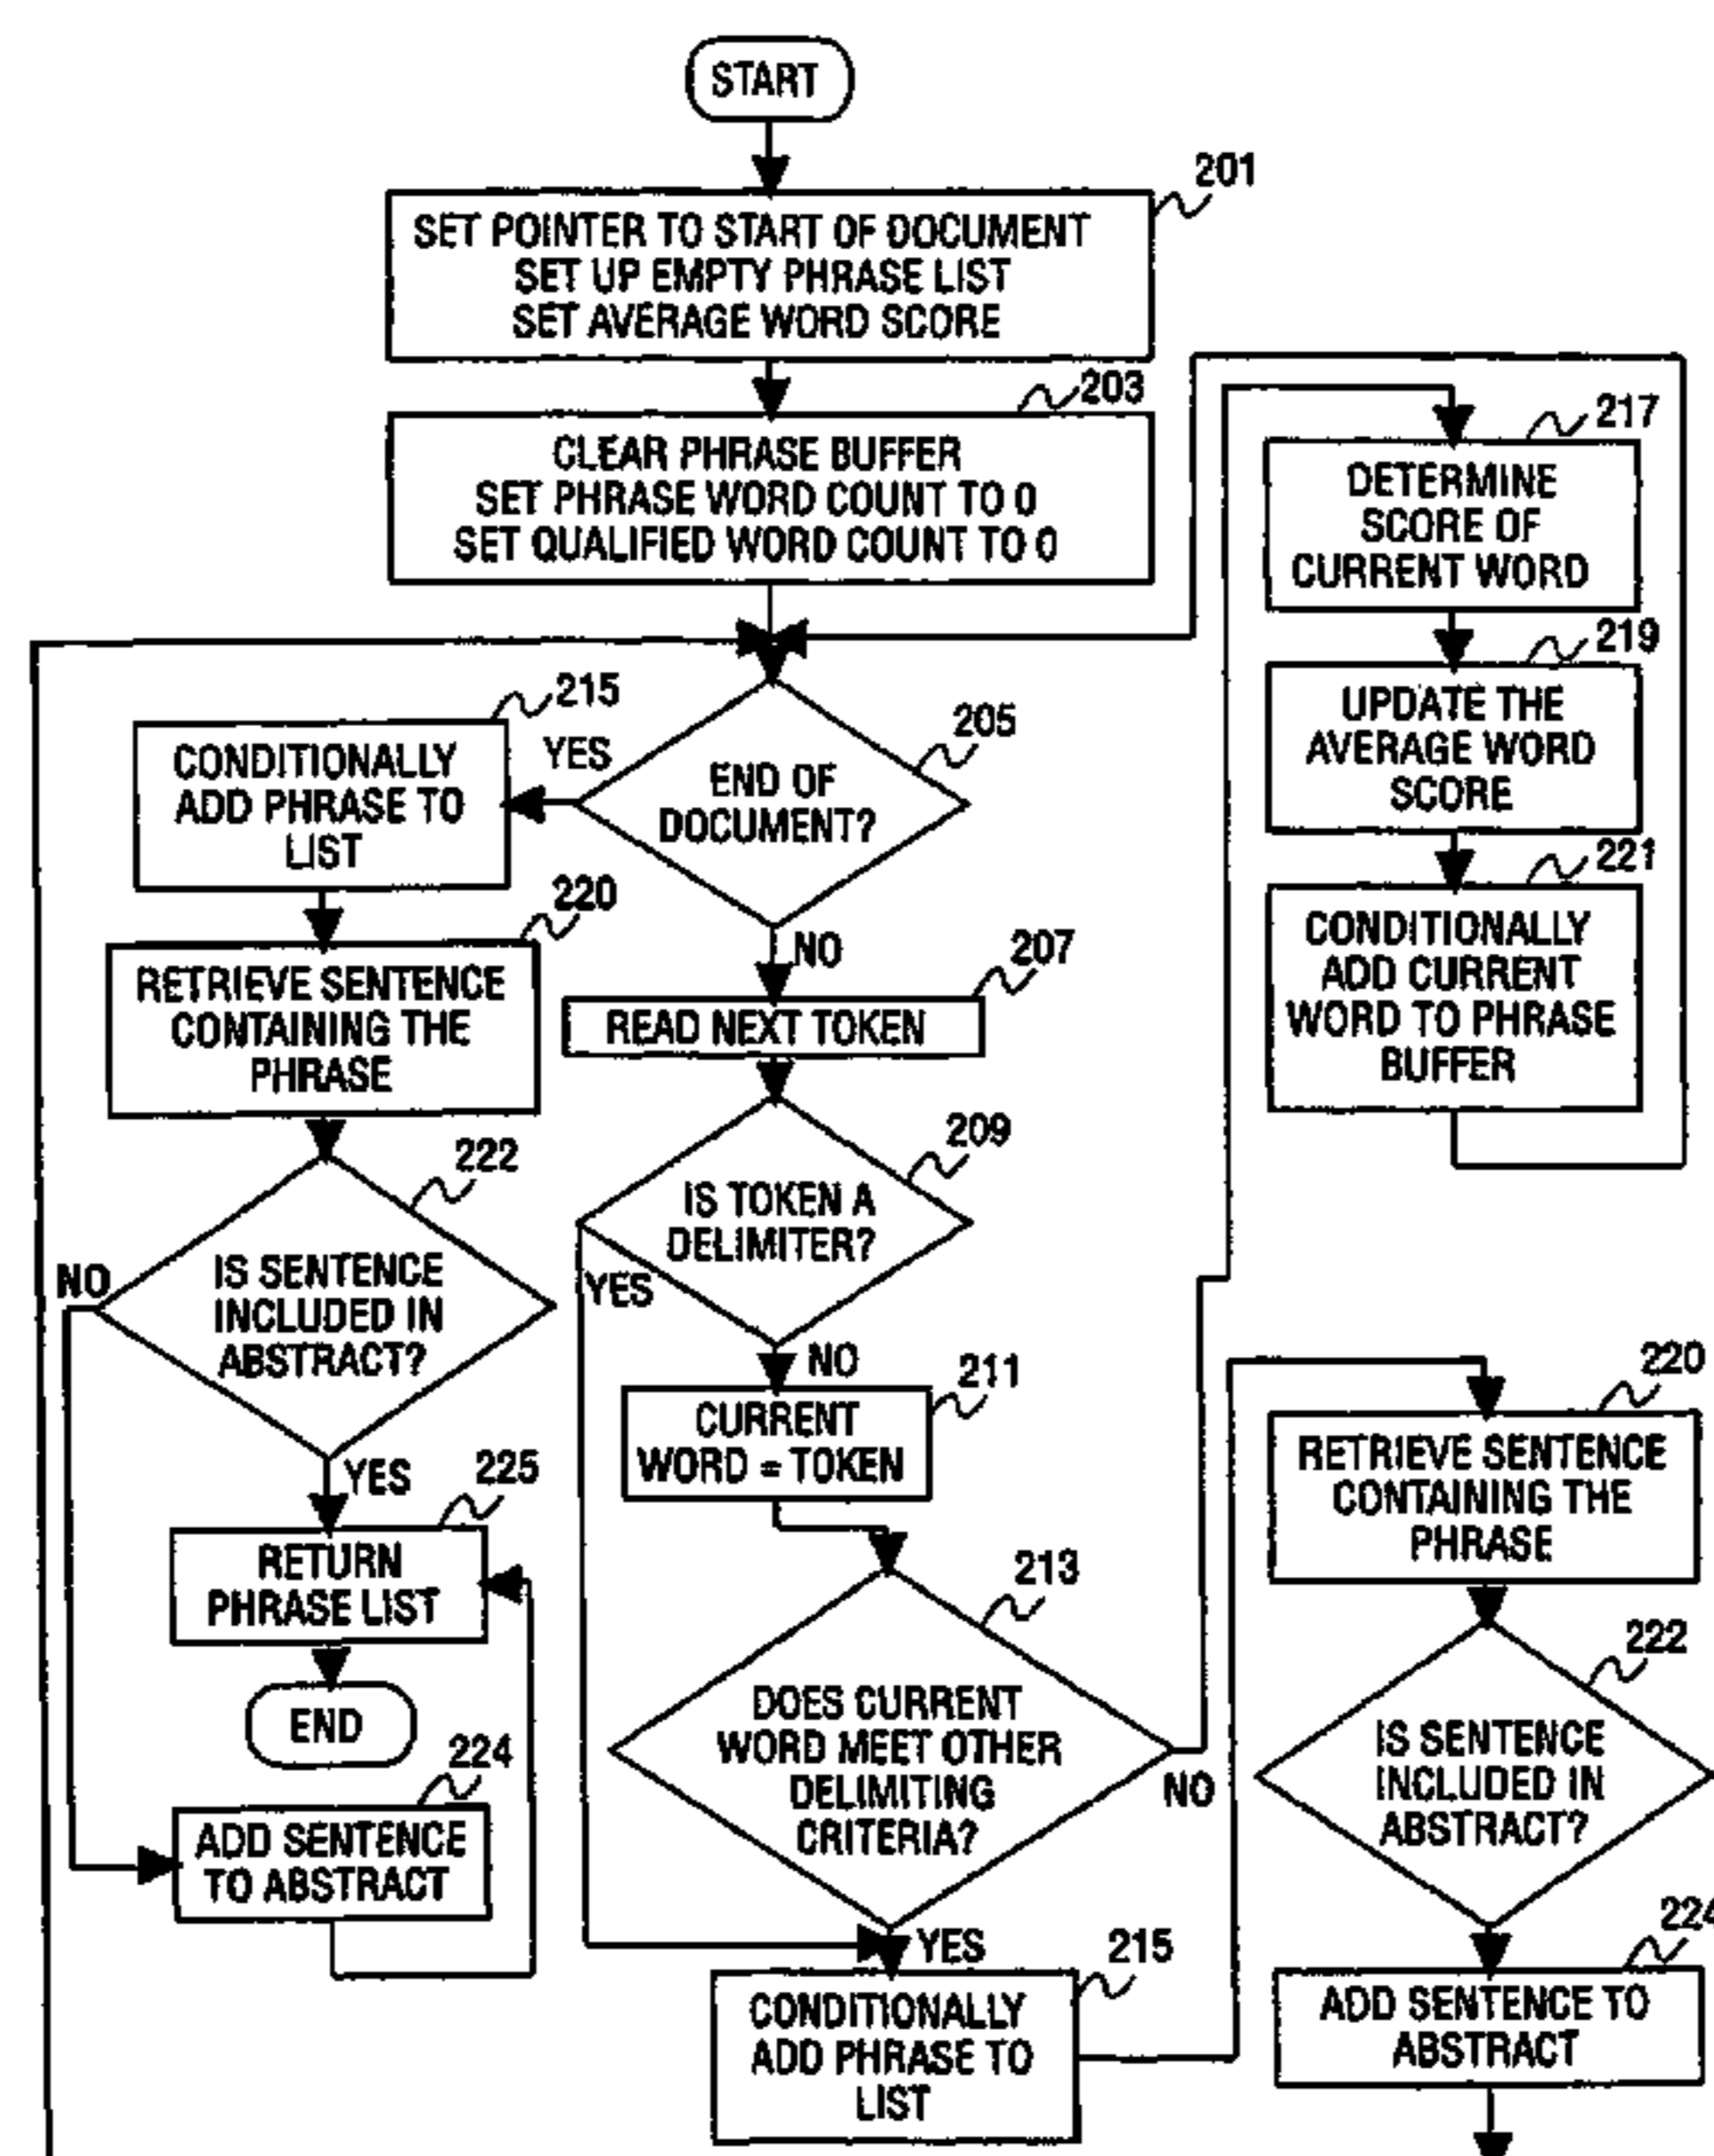 START
201
SET POINTER TO START OF DOCUMENT
SET UP EMPTY PHRASE LIST
SET AVERAGE WORD SCORE
203
CLEAR PHRASE BUFFER
SET PHRASE WORD COUNT TO 0
SET QUALIFIED WORD COUNT TO 0
205
END OF
DOCUMENT?
YES
NO
215
CONDITIONALLY
ADD PHRASE TO
LIST
220
RETRIEVE SENTENCE
CONTAINING THE
PHRASE
222
IS SENTENCE
INCLUDED IN
ABSTRACT?
NO
YES
225
RETURN
PHRASE LIST
END
224
ADD SENTENCE
TO ABSTRACT
207
READ NEXT TOKEN
209
IS TOKEN A
DELIMITER?
YES
NO
211
CURRENT
WORD = TOKEN
213
DOES CURRENT
WORD MEET OTHER
DELIMITING
CRITERIA?
NO
YES
215
CONDITIONALLY
ADD PHRASE TO
LIST
217
DETERMINE
SCORE OF
CURRENT WORD
219
UPDATE THE
AVERAGE WORD
SCORE
221
CONDITIONALLY
ADD CURRENT
WORD TO PHRASE
BUFFER
220
RETRIEVE SENTENCE
CONTAINING THE
PHRASE
222
IS SENTENCE
INCLUDED IN
ABSTRACT?
224
ADD SENTENCE TO
ABSTRACT